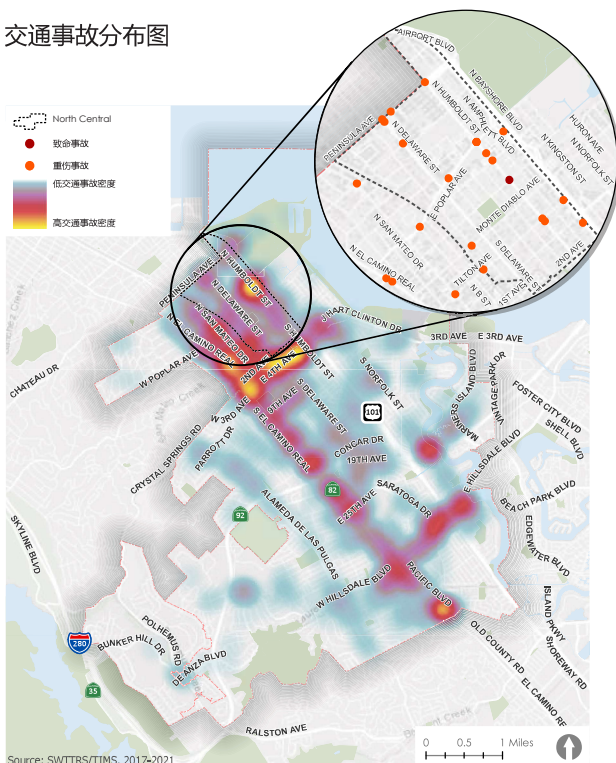 交通事故分布图
North Central
致命事故
重伤事故
低交通事故密度
高交通事故密度
AIRPORT BLVD
N BAYSHORE BLVD
N AMPHLETT BLVD
N HUMBOLDT ST
HURON AVE
N NORFOLK ST
N KINGSTON ST
PENINSULA AVE
N DELAWARE ST
E POPLAR AVE
MONTE DIABLO AVE
N SAN MATEO DR
N EL CAMINO REAL
TILTON AVE
S DELAWARE ST
2ND AVE
1ST AVE
N B ST
PENINSULA AVE
N HUMBOLDT ST
N DELAWARE ST
N SAN MATEO DR
N EL CAMINO REAL
S HUMBOLDT ST
J HART CLINTON DR
3RD AVE
E 3RD AVE
2ND AVE
E 4TH AVE
W POPLAR AVE
CHATEAU DR
W 3RD AVE
9TH AVE
S DELAWARE ST
S NORFOLK ST
101
MARINERS ISLAND BLVD
VINTAGE PARK DR
FOSTER CITY BLVD
SHELL BLVD
CRYSTAL SPRINGS RD
PARROTT DR
S EL CAMINO REAL
CONCAR DR
19TH AVE
E HILLSDALE BLVD
SARATOGA DR
82
E 25TH AVE
BEACH PARK BLVD
EDGEWATER BLVD
92
ALAMEDA DE LAS PULGAS
SKYLINE BLVD
W HILLSDALE BLVD
PACIFIC BLVD
ISLAND PKWY
SHOREWAY RD
OLD COUNTY RD
EL CAMINO RE
POLHEMUS RD
BUNKER HILL DR
DE ANZA BLVD
280
35
RALSTON AVE
0 0.5 1 Miles
Source: SWITRS/TIMS, 2017-2021